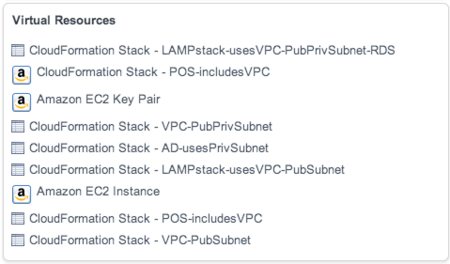 Virtual Resources
CloudFormation Stack - LAMPstack-usesVPC-PubPrivSubnet-RDS
CloudFormation Stack - POS-includesVPC
Amazon EC2 Key Pair
CloudFormation Stack - VPC-PubPrivSubnet
CloudFormation Stack - AD-usesPrivSubnet
CloudFormation Stack - LAMPstack-usesVPC-PubSubnet
Amazon EC2 Instance
CloudFormation Stack - POS-includesVPC
CloudFormation Stack - VPC-PubSubnet